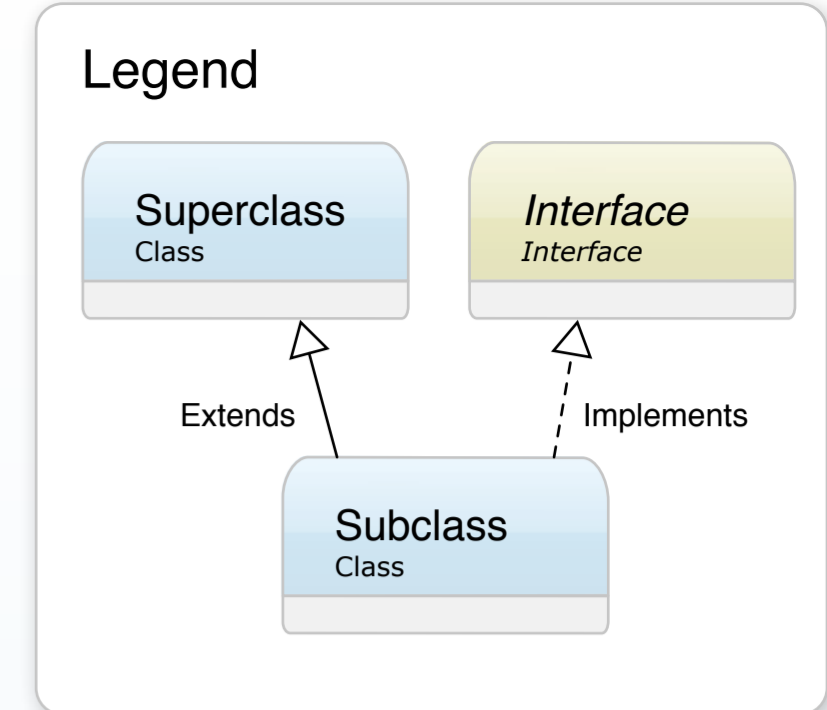 Legend
Superclass
Class
Interface
Interface
Extends
Implements
Subclass
Class